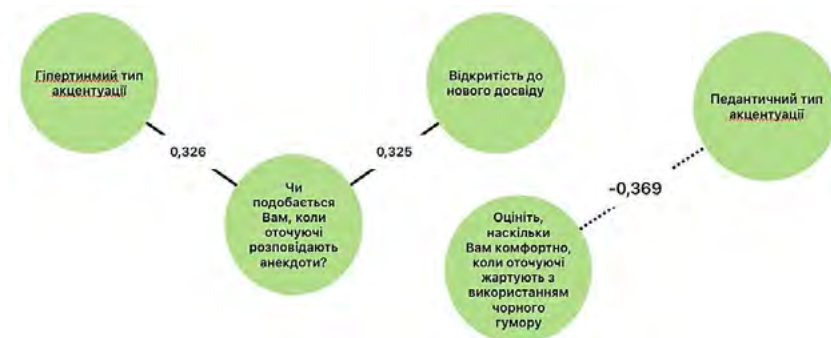 Гіпертинмий тип
акцентуації
Відкритість до
нового досвіду
Педантичний тип
акцентуації
0,326
0,325
Чи
подобається
Вам, коли
оточуючі
розповідають
анекдоти?
-0,369
Оцініть,
наскільки
Вам комфортно,
коли оточуючі
жартують з
використанням
чорного
гумору